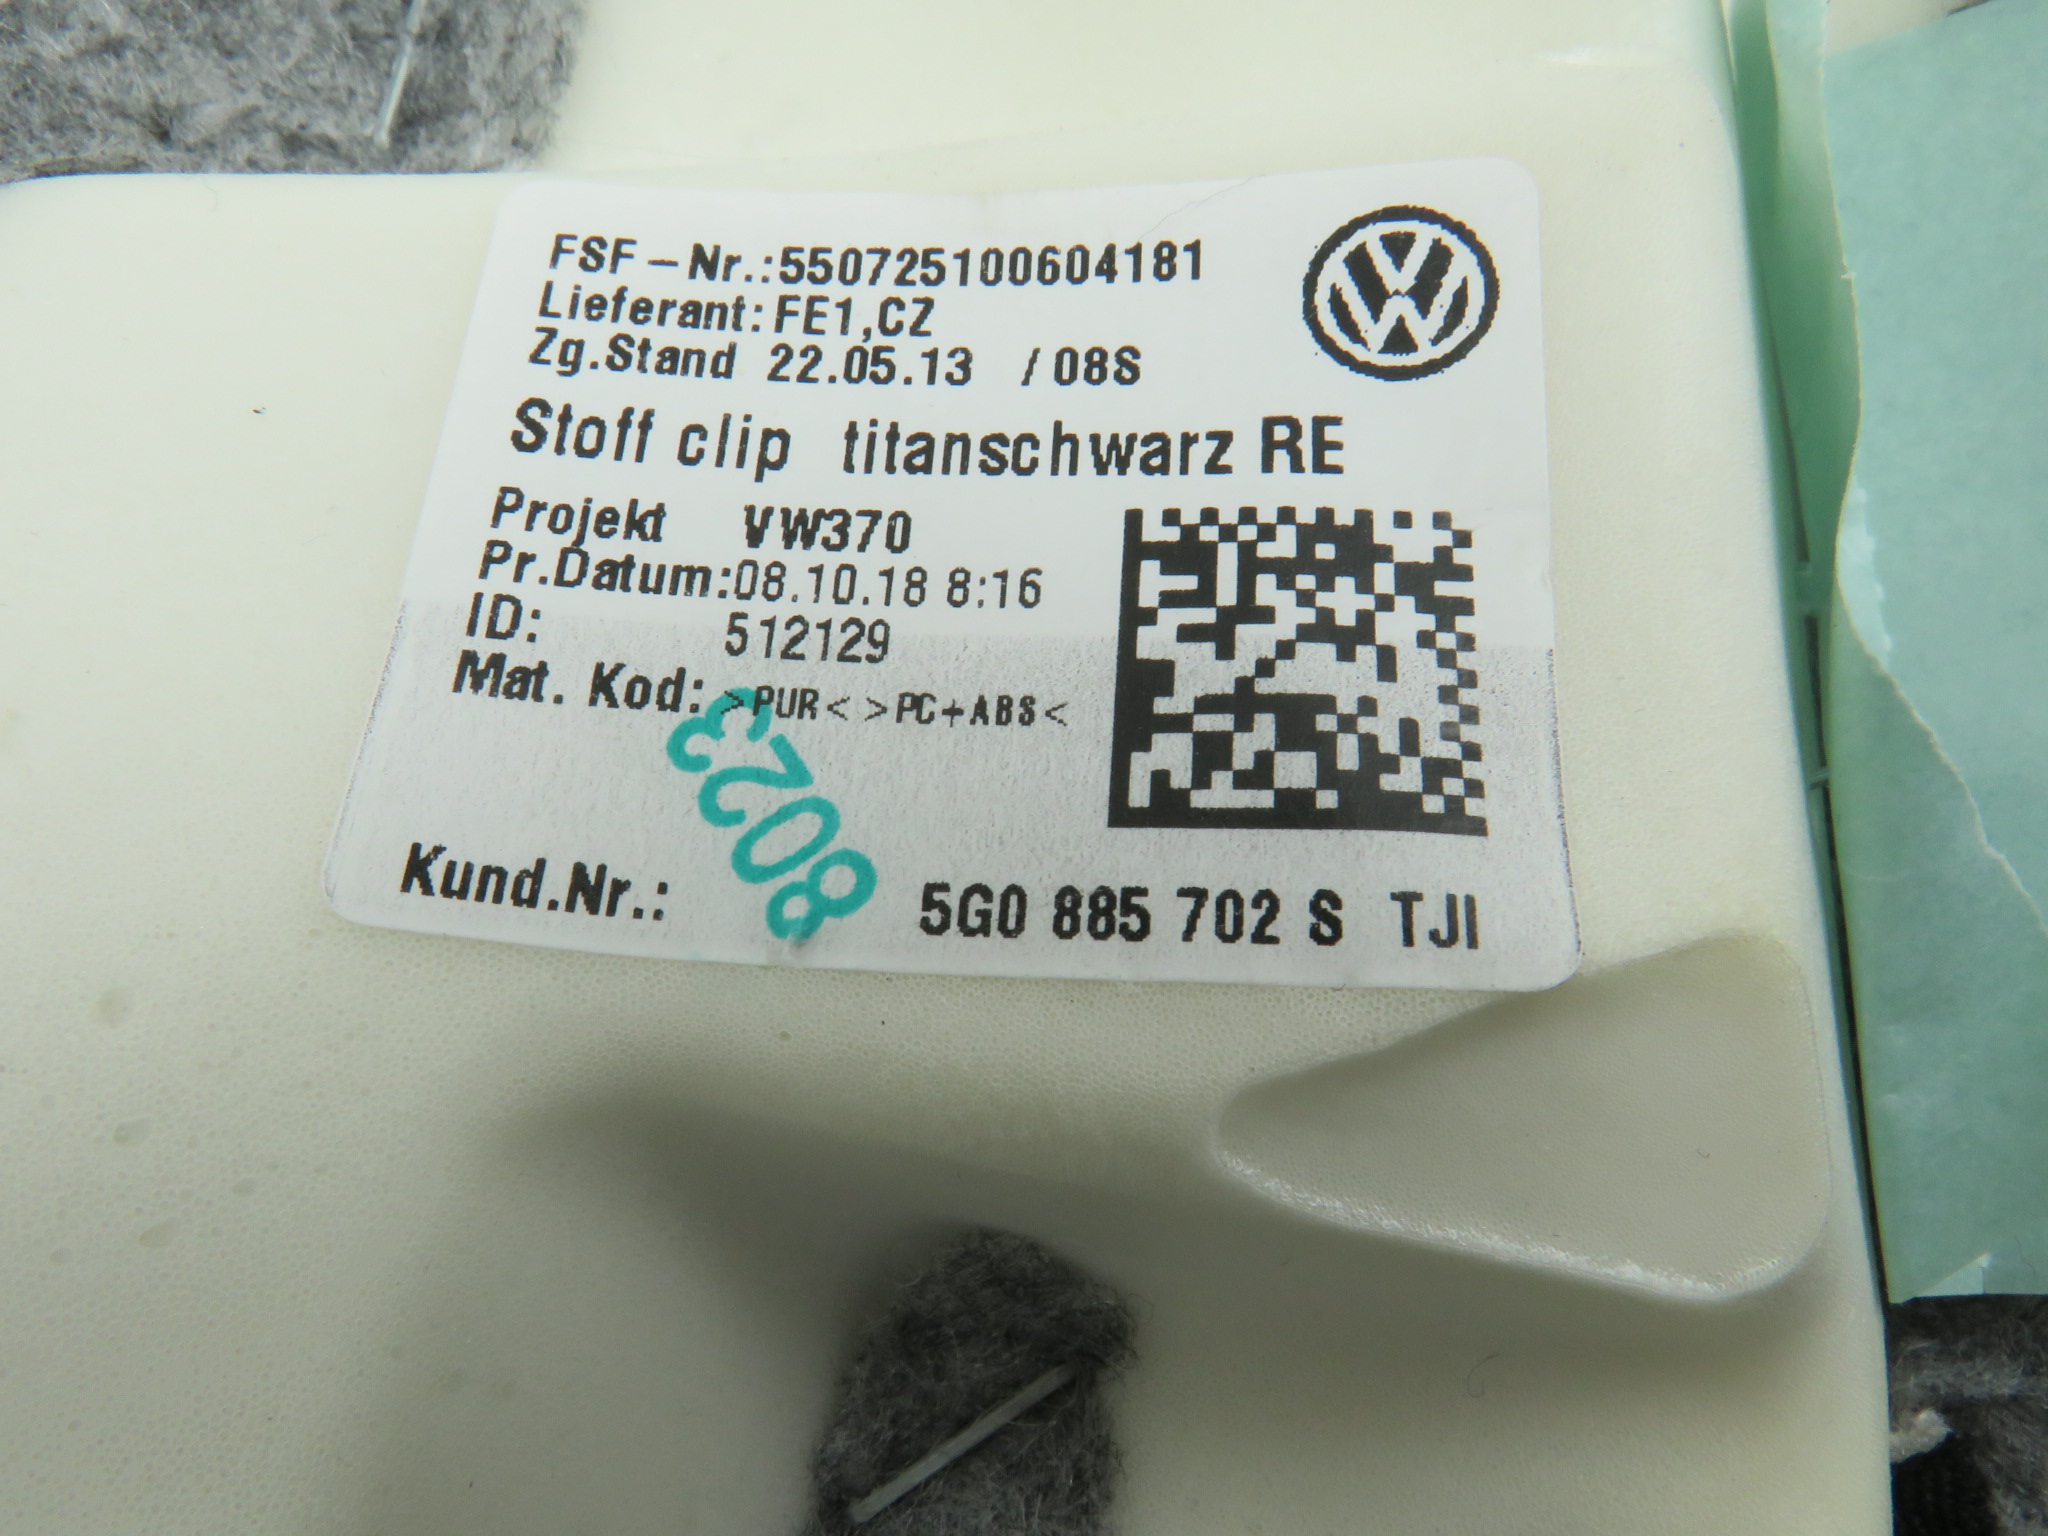 FSF-Nr.:550725100604181
Lieferant: FE1,CZ
Zg.Stand 22.05.13 /08S
Stoff clip titanschwarz RE
Projekt VW370
Pr.Datum:08.10.18 8:16
ID: 512129
Mat. Kod: >PUR< >PC+ABS<
8023
Kund.Nr.: 5G0 885 702 S TJI